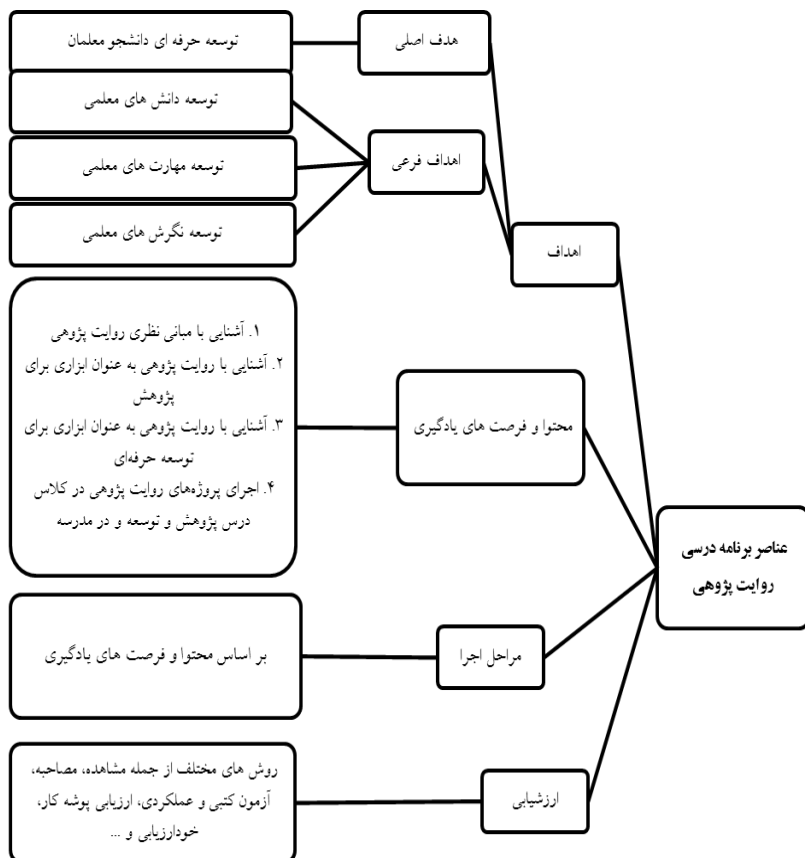 عناصر برنامه درسی
روایت پژوهی
اهداف
هدف اصلی
توسعه حرفه ای دانشجو معلمان
اهداف فرعی
توسعه دانش های معلمی
توسعه مهارت های معلمی
توسعه نگرش های معلمی
محتوا و فرصت های یادگیری
۱. آشنایی با مبانی نظری روایت پژوهی
۲. آشنایی با روایت پژوهی به عنوان ابزاری برای
پژوهش
۳. آشنایی با روایت پژوهی به عنوان ابزاری برای
توسعه حرفه‌ای
۴. اجرای پروژه‌های روایت پژوهی در کلاس
درس پژوهش و توسعه و در مدرسه
مراحل اجرا
بر اساس محتوا و فرصت های یادگیری
ارزشیابی
روش های مختلف از جمله مشاهده، مصاحبه،
آزمون کتبی و عملکردی، ارزیابی پوشه کار،
خودارزیابی و ...